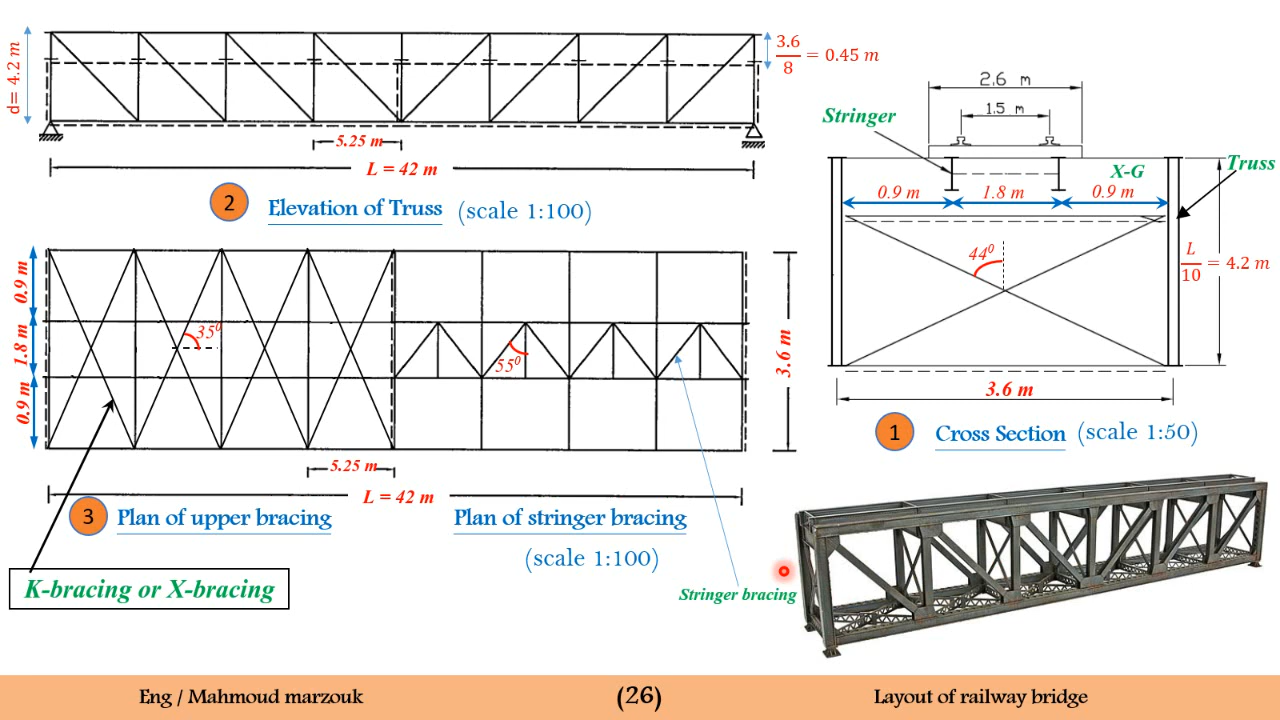 d= 4.2 m
3.6
8
= 0.45 m
5.25 m
L = 42 m
2
Elevation of Truss (scale 1:100)
2.6 m
1.5 m
Stringer
X-G
Truss
0.9 m
1.8 m
0.9 m
44⁰
L
10
= 4.2 m
3.6 m
1
Cross Section (scale 1:50)
0.9 m
1.8 m
0.9 m
35⁰
55⁰
3.6 m
5.25 m
L = 42 m
3
Plan of upper bracing
Plan of stringer bracing
(scale 1:100)
K-bracing or X-bracing
Stringer bracing
Eng / Mahmoud marzouk
(26)
Layout of railway bridge